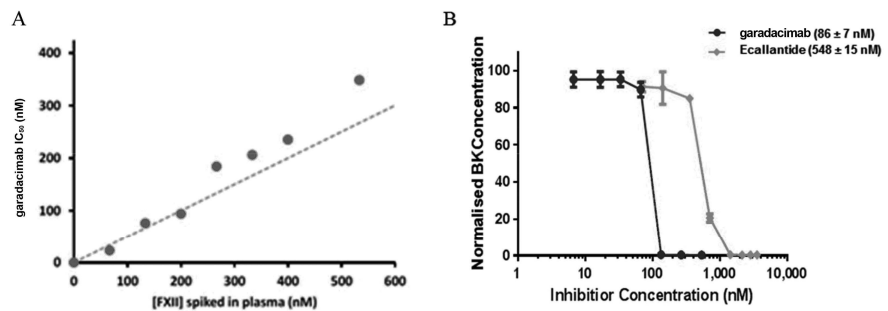 A
garadacimab IC50 (nM)
400
300
200
100
0
0 100 200 300 400 500 600
[FXII] spiked in plasma (nM)
B
garadacimab (86 ± 7 nM)
Ecallantide (548 ± 15 nM)
Normalised BKConcentration
100
80
60
40
20
0
1 10 100 1,000 10,000
Inhibitior Concentration (nM)